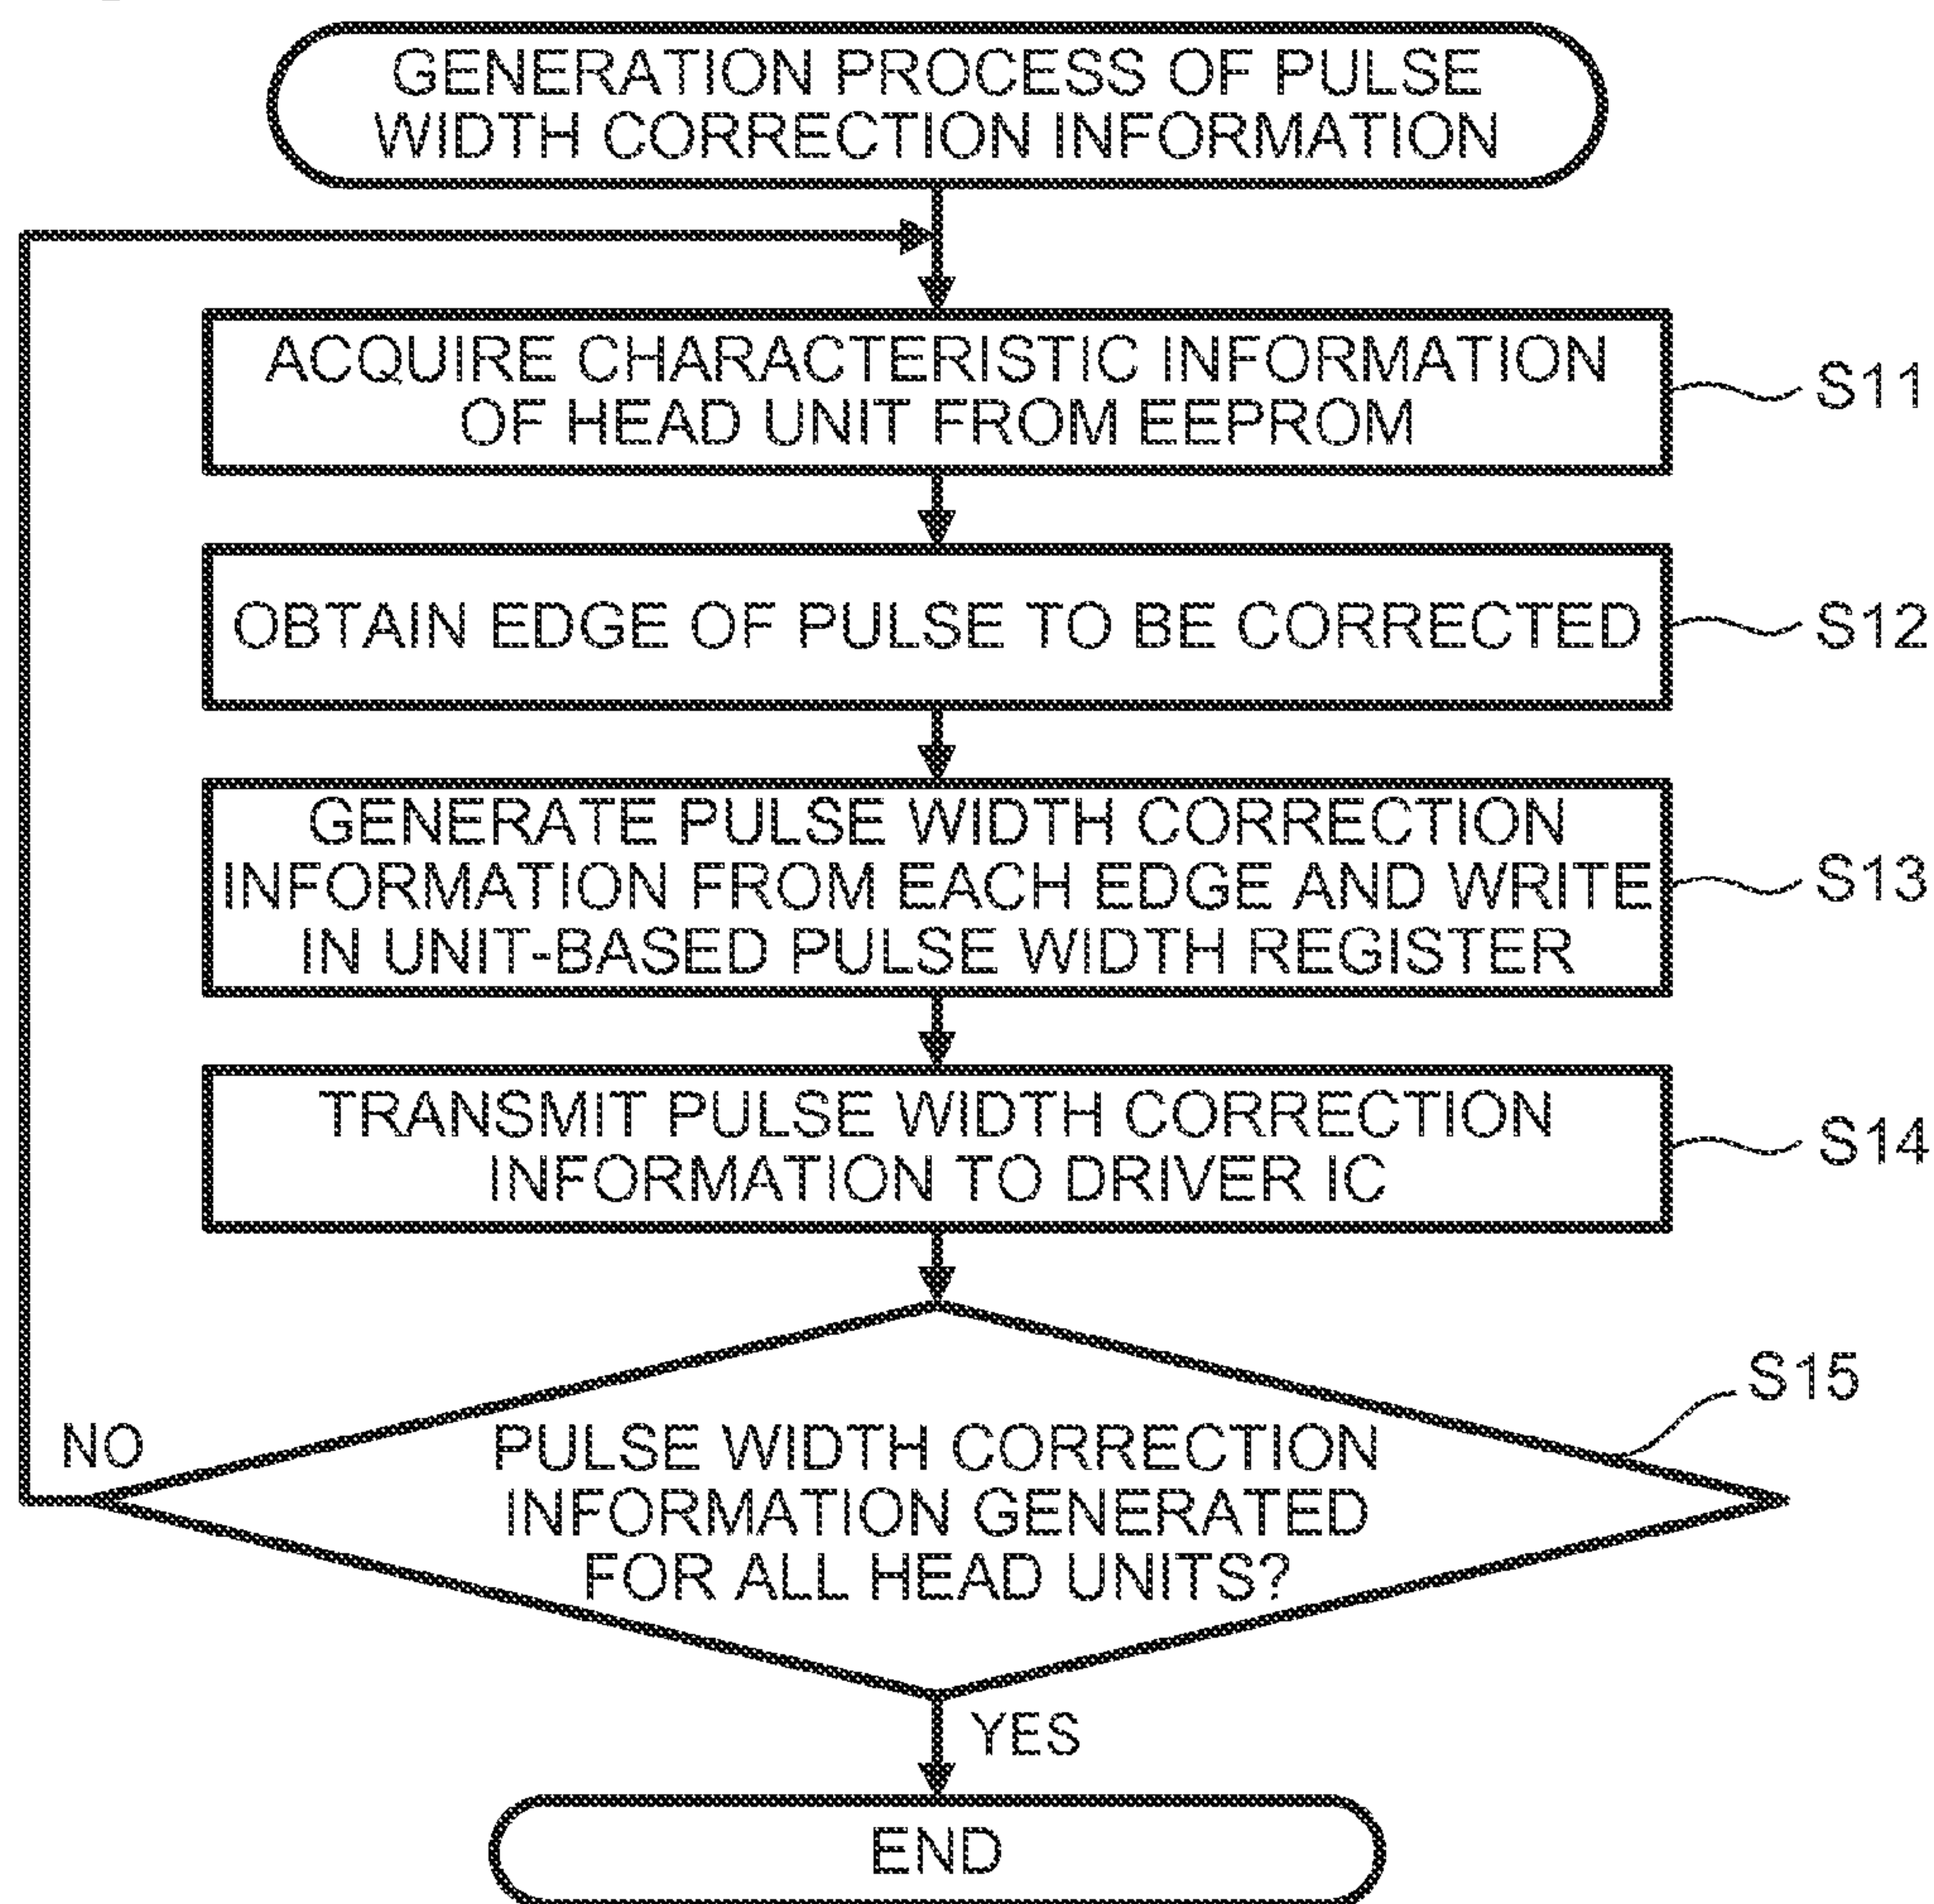 GENERATION PROCESS OF PULSE
WIDTH CORRECTION INFORMATION
ACQUIRE CHARACTERISTIC INFORMATION
OF HEAD UNIT FROM EEPROM
S11
OBTAIN EDGE OF PULSE TO BE CORRECTED
S12
GENERATE PULSE WIDTH CORRECTION
INFORMATION FROM EACH EDGE AND WRITE
IN UNIT-BASED PULSE WIDTH REGISTER
S13
TRANSMIT PULSE WIDTH CORRECTION
INFORMATION TO DRIVER IC
S14
S15
NO
PULSE WIDTH CORRECTION
INFORMATION GENERATED
FOR ALL HEAD UNITS?
YES
END